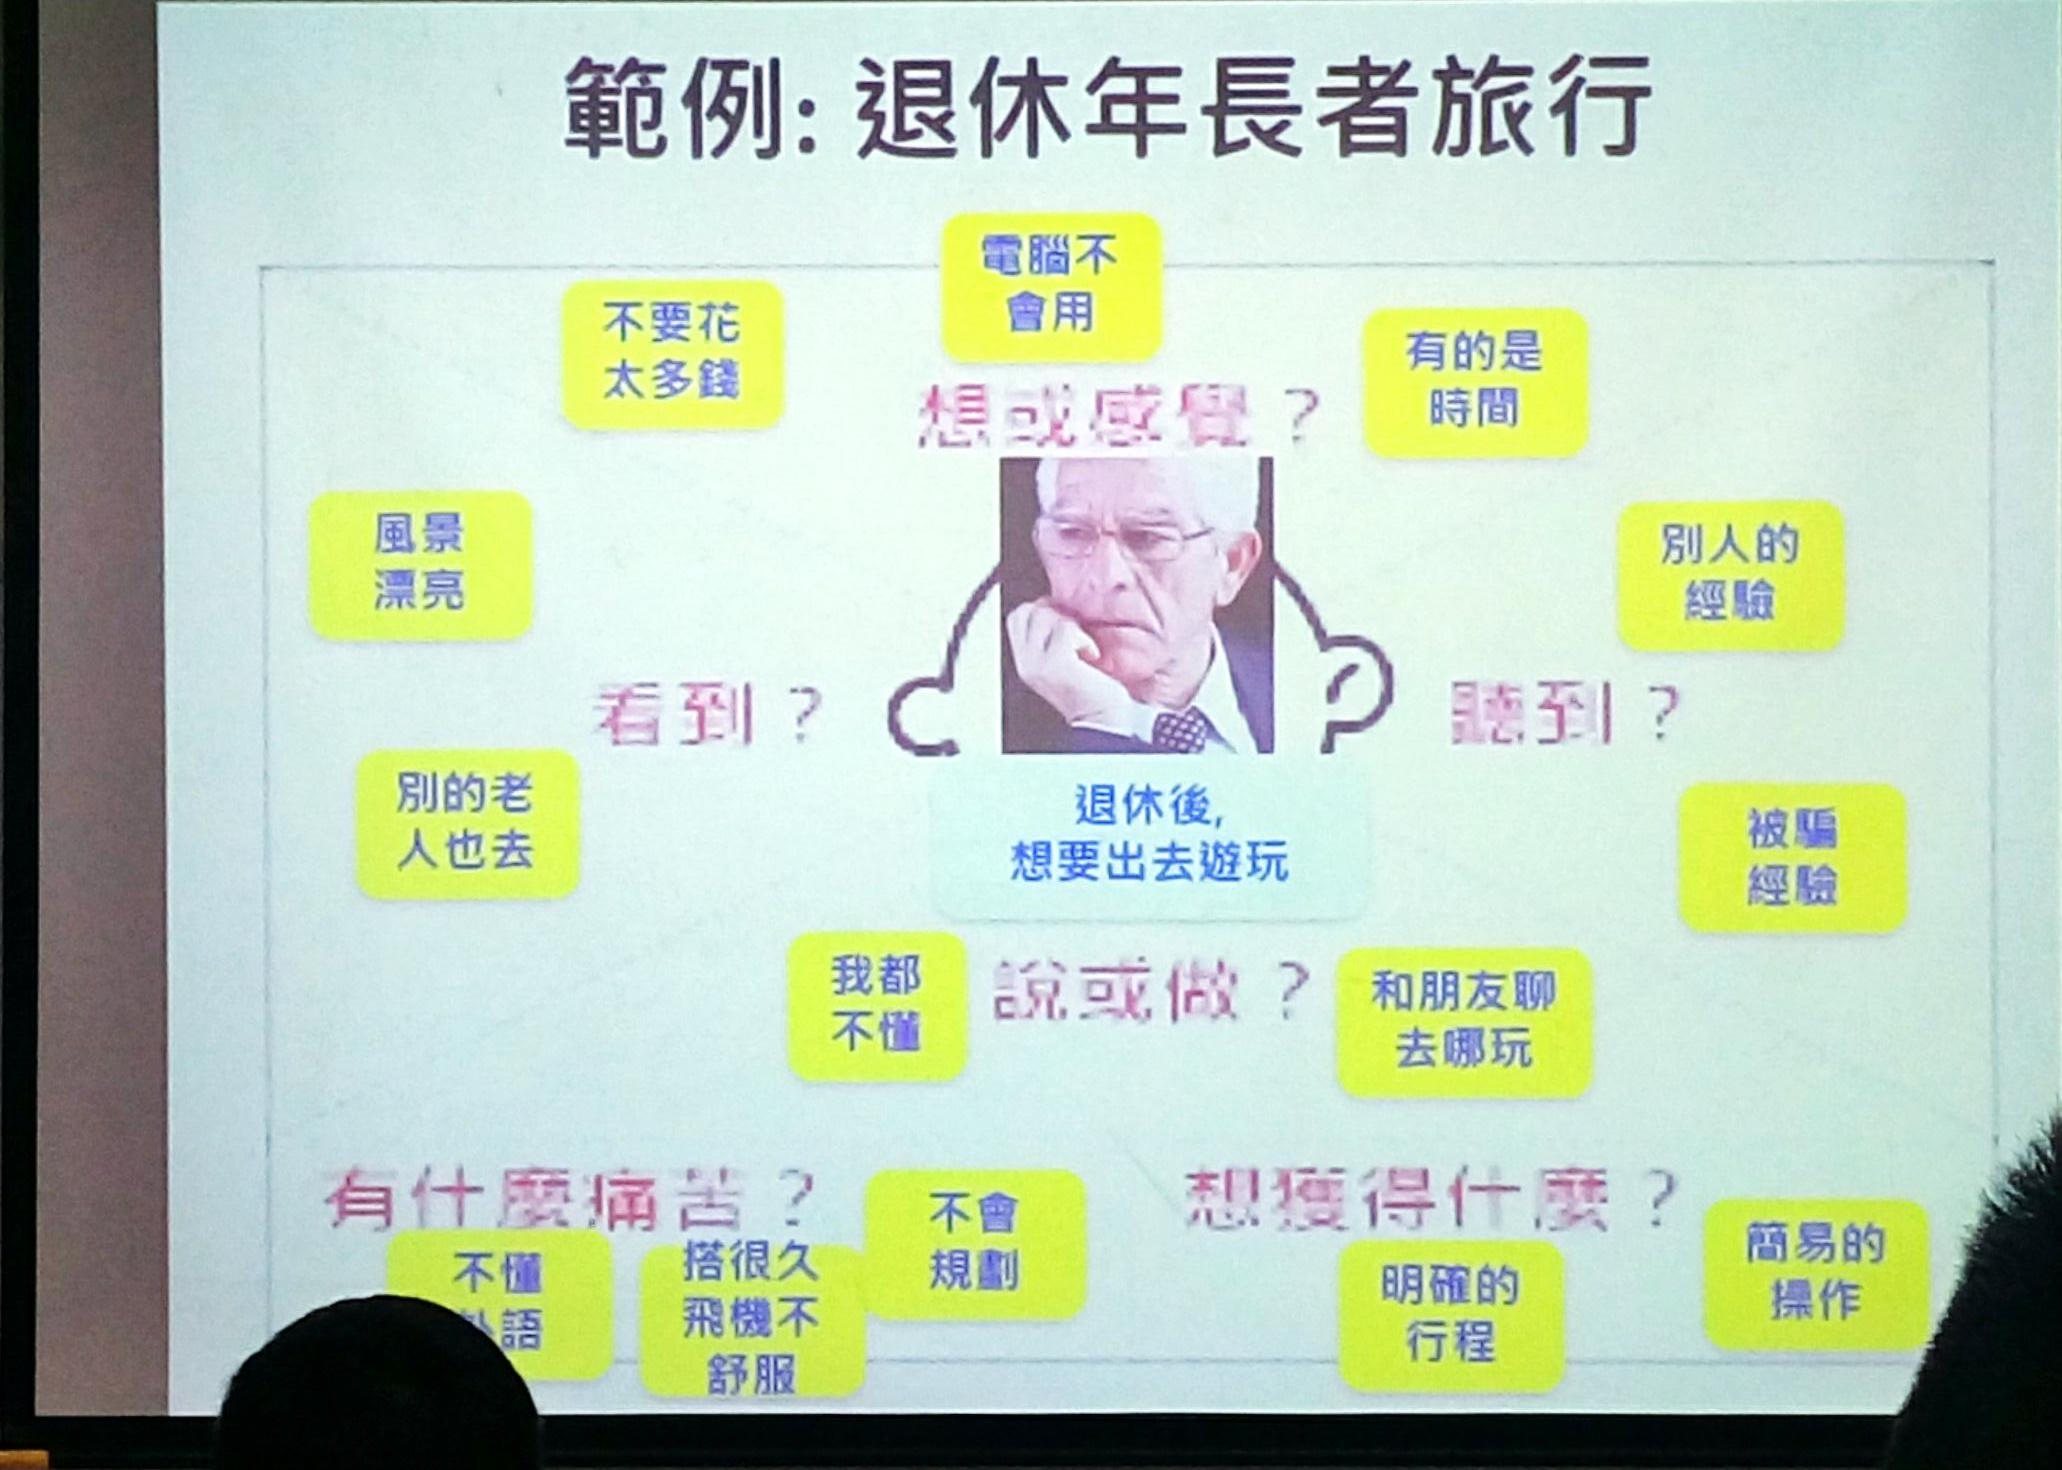 範例: 退休年長者旅行
電腦不
會用
不要花
太多錢
有的是
時間
想或感覺？
風景
漂亮
別人的
經驗
看到？
聽到？
別的老
人也去
被騙
經驗
退休後,
想要出去遊玩
我都
不懂
說或做？
和朋友聊
去哪玩
有什麼痛苦？
不會
規劃
不懂
語
搭很久
飛機不
舒服
想獲得什麼？
明確的
行程
簡易的
操作